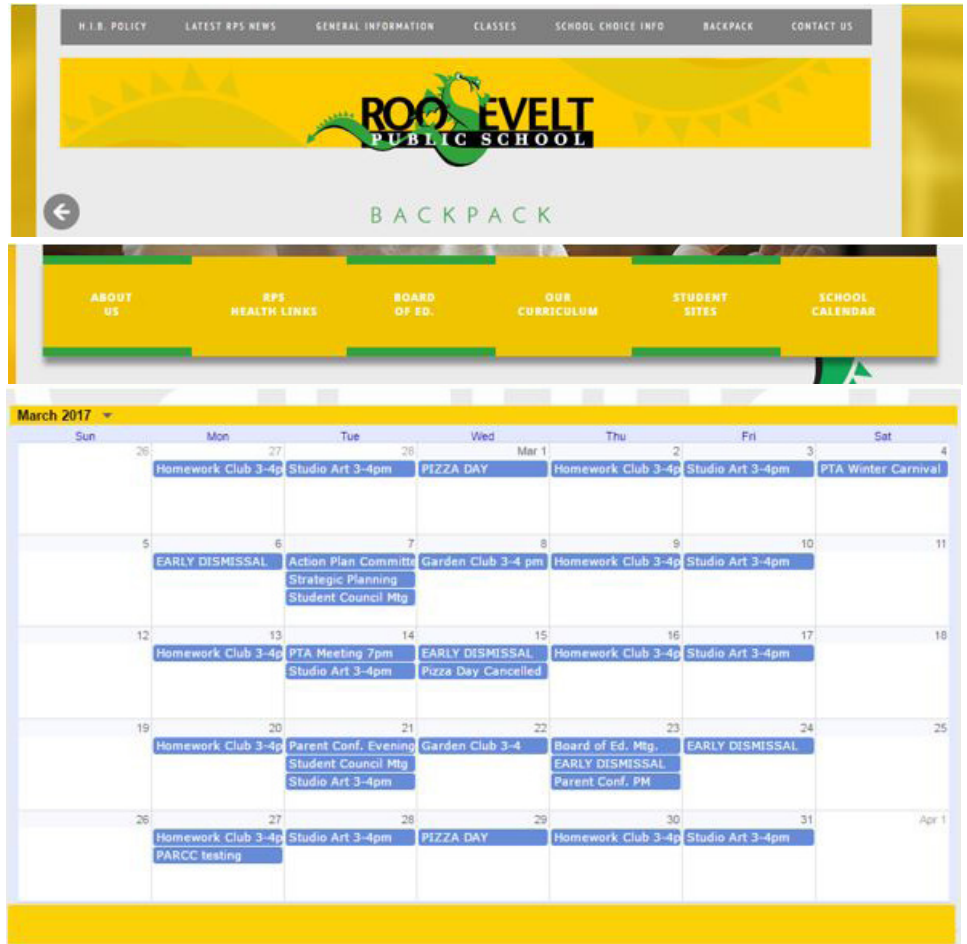 H.I.B. POLICY LATEST RPS NEWS GENERAL INFORMATION CLASSES SCHOOL CHOICE INFO BACKPACK CONTACT US
ROO EVELT
PUBLIC SCHOOL
BACKPACK
ABOUT US
RPS HEALTH LINKS
BOARD OF ED.
OUR CURRICULUM
STUDENT SITES
SCHOOL CALENDAR
March 2017
Sun Mon Tue Wed Thu Fri Sat
26 27 28 Mar 1 2 3 4
Homework Club 3-4p Studio Art 3-4pm PIZZA DAY Homework Club 3-4p Studio Art 3-4pm PTA Winter Carnival
5 6 7 8 9 10 11
EARLY DISMISSAL Action Plan Committe Garden Club 3-4 pm Homework Club 3-4p Studio Art 3-4pm
Strategic Planning
Student Council Mtg
12 13 14 15 16 17 18
Homework Club 3-4p PTA Meeting 7pm EARLY DISMISSAL Homework Club 3-4p Studio Art 3-4pm
Studio Art 3-4pm Pizza Day Cancelled
19 20 21 22 23 24 25
Homework Club 3-4p Parent Conf. Evening Garden Club 3-4 Board of Ed. Mtg. EARLY DISMISSAL
Student Council Mtg EARLY DISMISSAL
Studio Art 3-4pm Parent Conf. PM
26 27 28 29 30 31 Apr 1
Homework Club 3-4p Studio Art 3-4pm PIZZA DAY Homework Club 3-4p Studio Art 3-4pm
PARCC testing